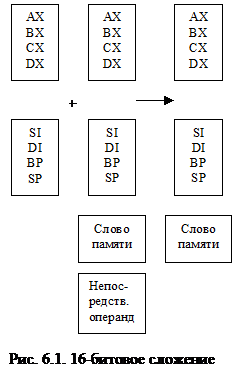 AX AX AX
BX BX BX
CX CX CX
DX DX DX
+
SI SI SI
DI DI DI
BP BP BP
SP SP SP
Слово Слово
памяти памяти
Непос-
редств.
операнд
Рис. 6.1. 16-битовое сложение